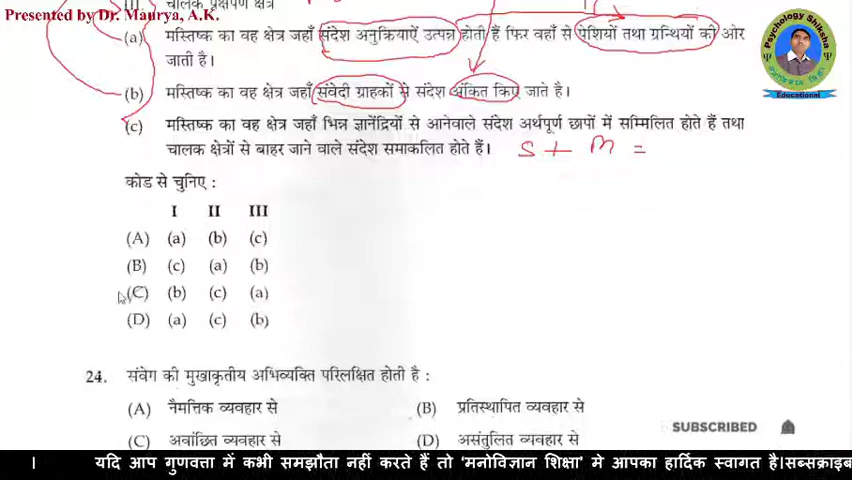 III. चालक प्रक्षेपण क्षेत्र
Presented by Dr. Maurya, A.K.
(a) मस्तिष्क का वह क्षेत्र जहाँ संदेश अनुक्रियाऐं उत्पन्न होती हैं फिर वहाँ से पेशियों तथा ग्रन्थियों की ओर
जाती है।
(b) मस्तिष्क का वह क्षेत्र जहाँ संवेदी ग्राहकों से संदेश अंकित किए जाते है।
(c) मस्तिष्क का वह क्षेत्र जहाँ भिन्न ज्ञानेंद्रियों से आनेवाले संदेश अर्थपूर्ण छापों में सम्मिलित होते हैं तथा
चालक क्षेत्रों से बाहर जाने वाले संदेश समाकलित होते हैं। S + M =
कोड से चुनिए :
I II III
(A) (a) (b) (c)
(B) (c) (a) (b)
(C) (b) (c) (a)
(D) (a) (c) (b)
24. संवेग की मुखाकृतीय अभिव्यक्ति परिलक्षित होती है :
(A) नैमत्तिक व्यवहार से (B) प्रतिस्थापित व्यवहार से
(C) अवांछित व्यवहार से (D) असंतुलित व्यवहार से
Psychology Shiksha
मनोविज्ञान शिक्षा
Educational
SUBSCRIBED
। यदि आप गुणवत्ता में कभी समझौता नहीं करते हैं तो 'मनोविज्ञान शिक्षा' मे आपका हार्दिक स्वागत है।सब्सक्राइब